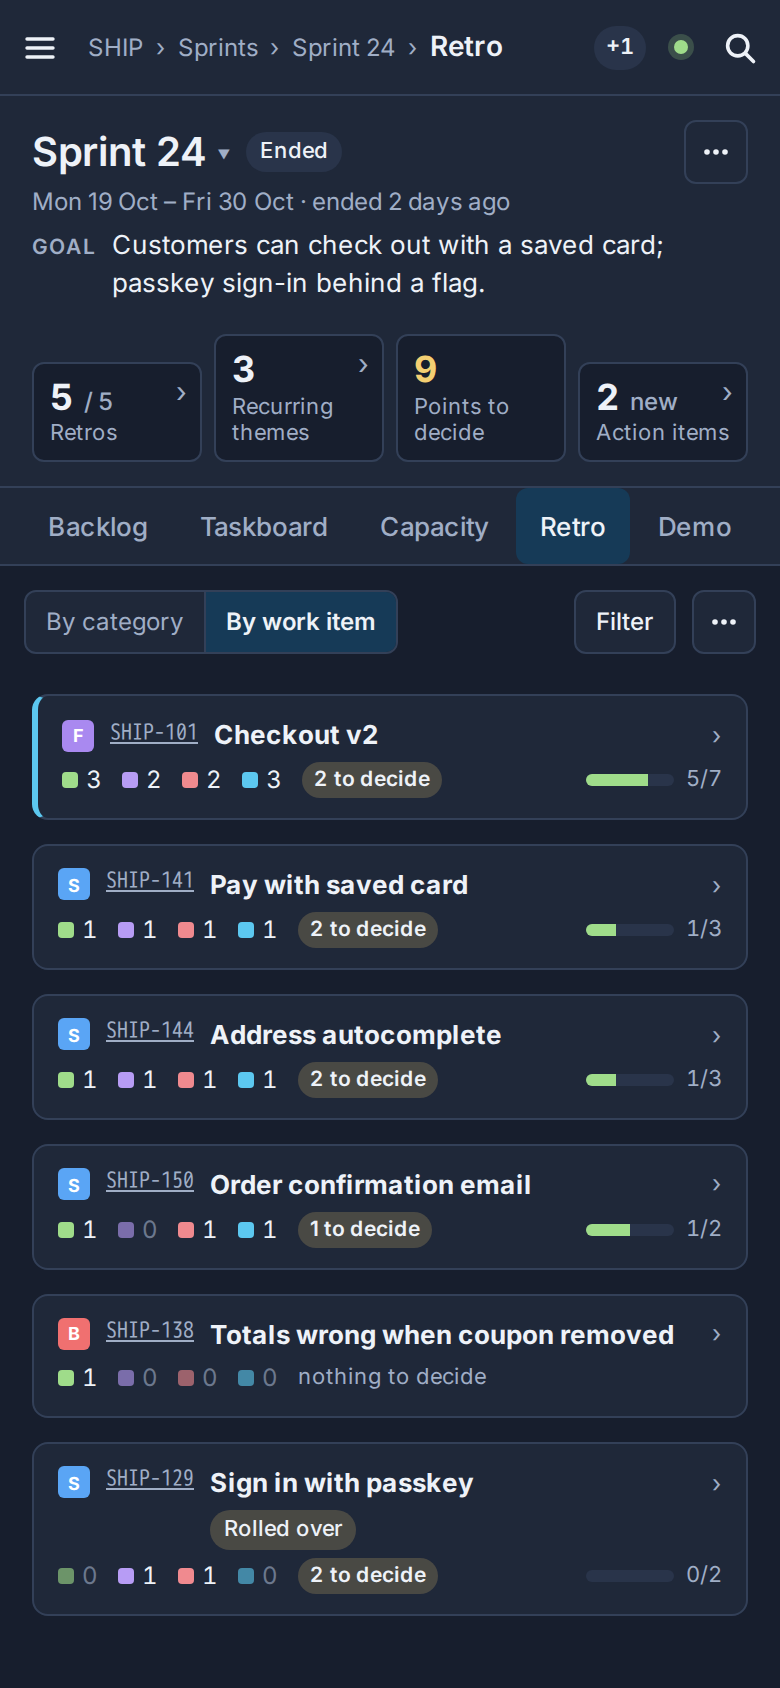 SHIP › Sprints › Sprint 24 › Retro +1
Sprint 24 ▾ Ended •••
Mon 19 Oct – Fri 30 Oct · ended 2 days ago
GOAL Customers can check out with a saved card;
passkey sign-in behind a flag.
5 / 5 ›
Retros
3 ›
Recurring
themes
9
Points to
decide
2 new ›
Action items
Backlog Taskboard Capacity Retro Demo
By category By work item Filter •••
F SHIP-101 Checkout v2 ›
3 2 2 3 2 to decide 5/7
S SHIP-141 Pay with saved card ›
1 1 1 1 2 to decide 1/3
S SHIP-144 Address autocomplete ›
1 1 1 1 2 to decide 1/3
S SHIP-150 Order confirmation email ›
1 0 1 1 1 to decide 1/2
B SHIP-138 Totals wrong when coupon removed ›
1 0 0 0 nothing to decide
S SHIP-129 Sign in with passkey ›
Rolled over
0 1 1 0 2 to decide 0/2